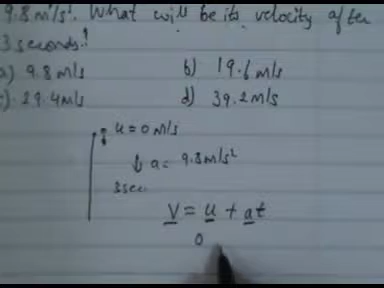 9.8 m/s². What will be its velocity after
3 seconds?
a) 9.8 m/s b) 19.6 m/s
c). 29.4 m/s d) 39.2 m/s
u = 0 m/s
↓ a = 9.8 m/s²
3 sec
V = u + at
0